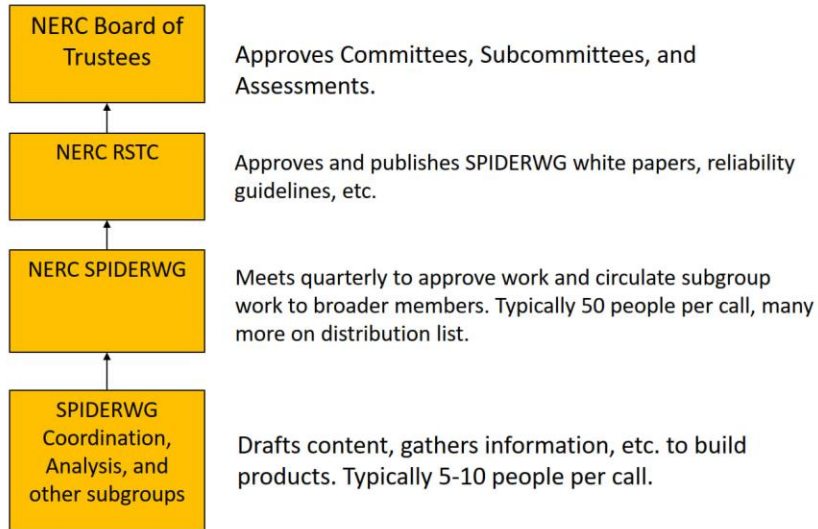 NERC Board of
Trustees
Approves Committees, Subcommittees, and
Assessments.
NERC RSTC
Approves and publishes SPIDERWG white papers, reliability
guidelines, etc.
NERC SPIDERWG
Meets quarterly to approve work and circulate subgroup
work to broader members. Typically 50 people per call, many
more on distribution list.
SPIDERWG
Coordination,
Analysis, and
other subgroups
Drafts content, gathers information, etc. to build
products. Typically 5-10 people per call.